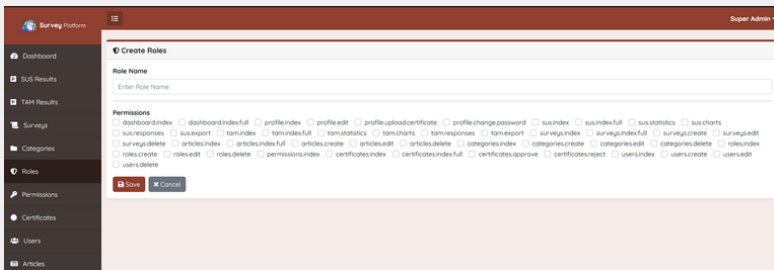 Survey Platform
Super Admin
Dashboard
SUS Results
TAM Results
Surveys
Categories
Roles
Permissions
Certificates
Users
Articles
Create Roles
Role Name
Enter Role Name
Permissions
dashboard.index dashboard.index.full profile.index profile.edit profile.upload.certificate profile.change.password sus.index sus.index.full sus.statistics sus.charts
sus.responses sus.export tam.index tam.index.full tam.statistics tam.charts tam.responses tam.export surveys.index surveys.index.full surveys.create surveys.edit
surveys.delete articles.index articles.index.full articles.create articles.edit articles.delete categories.index categories.create categories.edit categories.delete roles.index
roles.create roles.edit roles.delete permissions.index certificates.index certificates.index.full certificates.approve certificates.reject users.index users.create users.edit
users.delete
Save Cancel